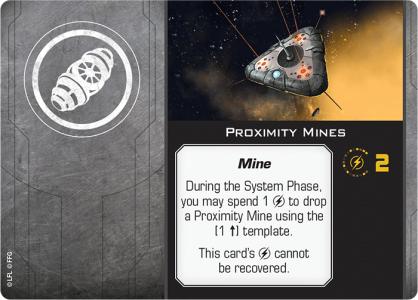 PROXIMITY MINES
Mine
2
During the System Phase,
you may spend 1 to drop
a Proximity Mine using the
(1 ⬆) template.
This card's cannot
be recovered.
© LFL © FFG